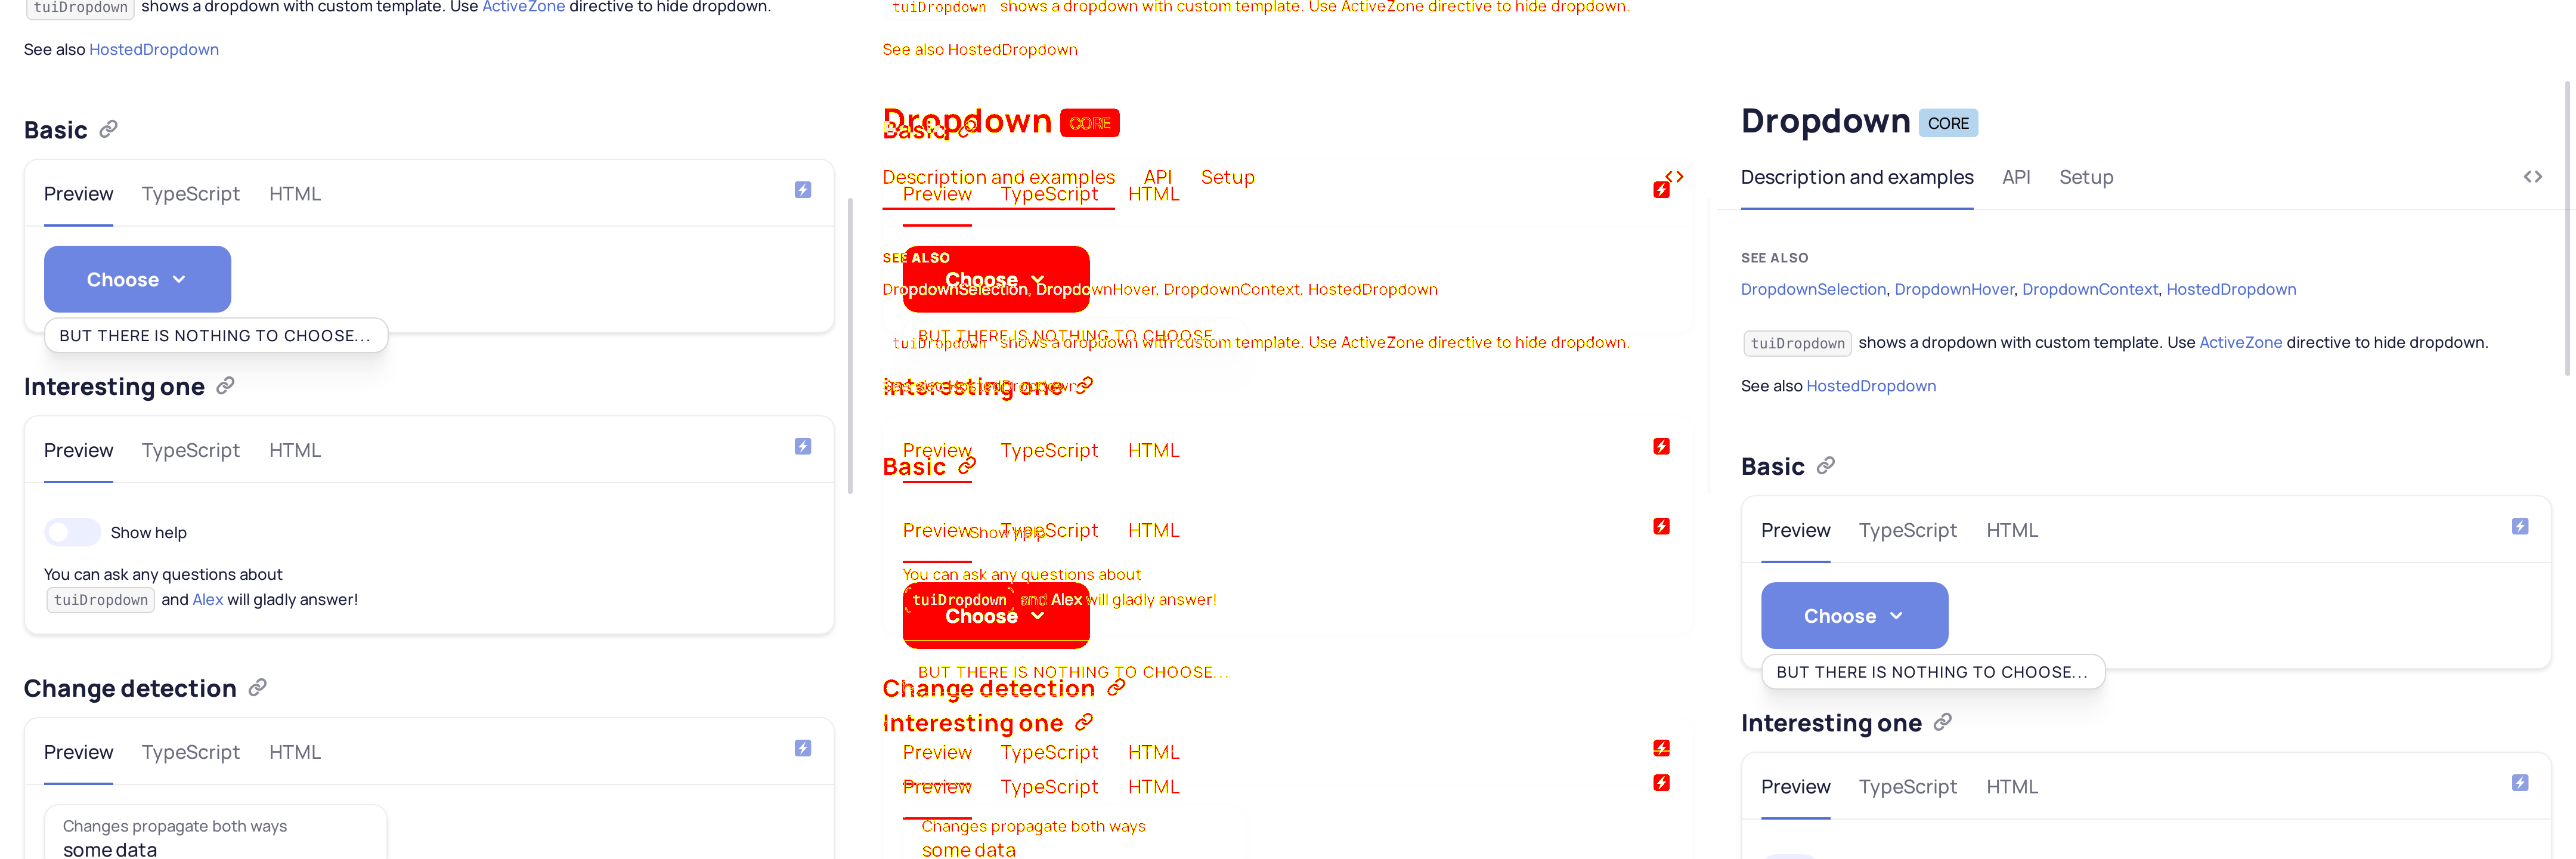 tuiDropdown shows a dropdown with custom template. Use ActiveZone directive to hide dropdown.
See also HostedDropdown
Basic
Preview TypeScript HTML
Choose
BUT THERE IS NOTHING TO CHOOSE...
Interesting one
Preview TypeScript HTML
Show help
You can ask any questions about
tuiDropdown and Alex will gladly answer!
Change detection
Preview TypeScript HTML
Changes propagate both ways
some data
tuiDropdown shows a dropdown with custom template. Use ActiveZone directive to hide dropdown.
See also HostedDropdown
Dropdown CORE
Basic
Description and examples API Setup
Preview TypeScript HTML
SEE ALSO
Choose
DropdownSelection, DropdownHover, DropdownContext, HostedDropdown
BUT THERE IS NOTHING TO CHOOSE...
tuiDropdown shows a dropdown with custom template. Use ActiveZone directive to hide dropdown.
See also HostedDropdown
Interesting one
Preview TypeScript HTML
Basic
Preview TypeScript HTML
Show help
You can ask any questions about
tuiDropdown and Alex will gladly answer!
Choose
BUT THERE IS NOTHING TO CHOOSE...
Change detection
Interesting one
Preview TypeScript HTML
Preview TypeScript HTML
Changes propagate both ways
some data
Dropdown CORE
Description and examples API Setup
SEE ALSO
DropdownSelection, DropdownHover, DropdownContext, HostedDropdown
tuiDropdown shows a dropdown with custom template. Use ActiveZone directive to hide dropdown.
See also HostedDropdown
Basic
Preview TypeScript HTML
Choose
BUT THERE IS NOTHING TO CHOOSE...
Interesting one
Preview TypeScript HTML